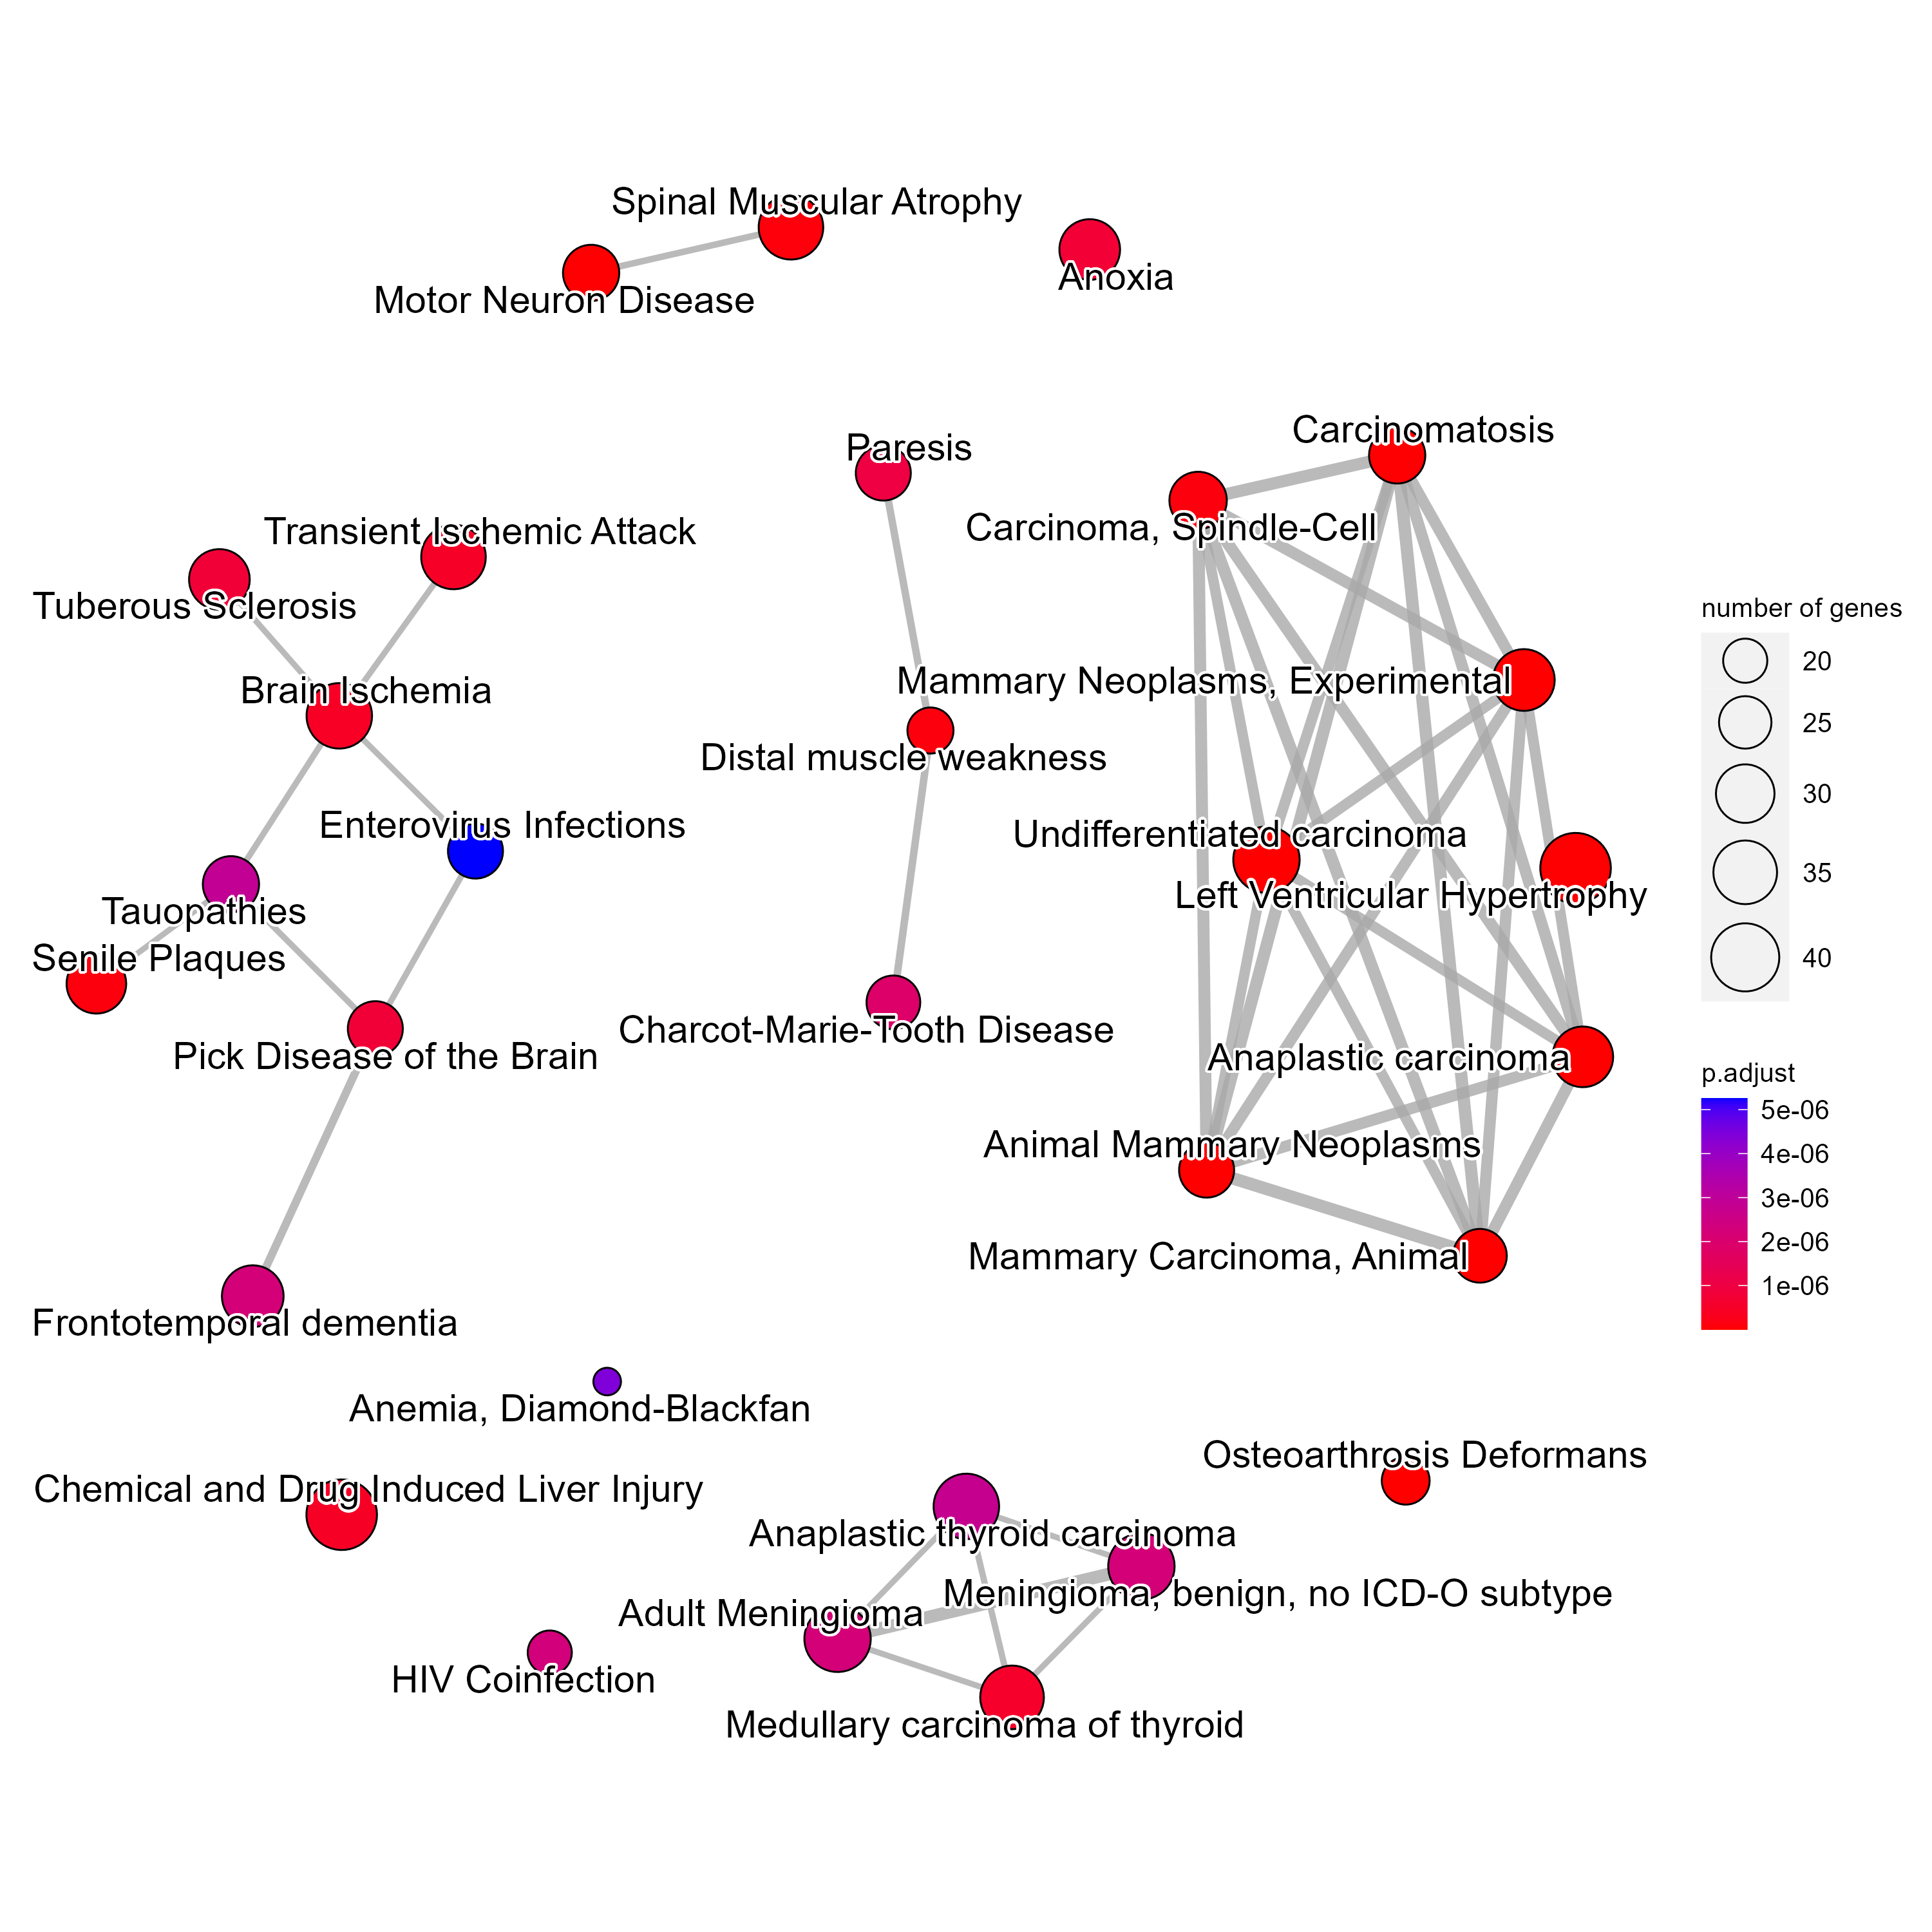 Spinal Muscular Atrophy
Anoxia
Motor Neuron Disease
Carcinomatosis
Paresis
Carcinoma, Spindle-Cell
Transient Ischemic Attack
Tuberous Sclerosis
Mammary Neoplasms, Experimental
Brain Ischemia
Distal muscle weakness
Enterovirus Infections
Undifferentiated carcinoma
Left Ventricular Hypertrophy
Tauopathies
Senile Plaques
Charcot-Marie-Tooth Disease
Pick Disease of the Brain
Anaplastic carcinoma
Animal Mammary Neoplasms
Mammary Carcinoma, Animal
Frontotemporal dementia
Anemia, Diamond-Blackfan
Osteoarthrosis Deformans
Chemical and Drug Induced Liver Injury
Anaplastic thyroid carcinoma
Meningioma, benign, no ICD-O subtype
Adult Meningioma
HIV Coinfection
Medullary carcinoma of thyroid
number of genes
20
25
30
35
40
p.adjust
5e-06
4e-06
3e-06
2e-06
1e-06